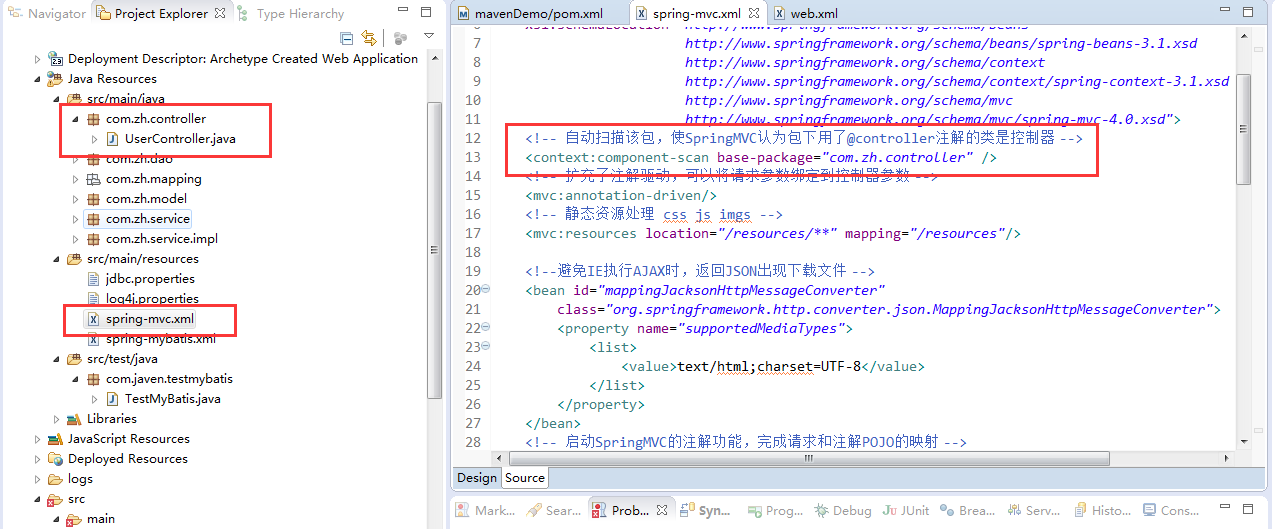 Navigator
Project Explorer
Type Hierarchy
Deployment Descriptor: Archetype Created Web Application
Java Resources
src/main/java
com.zh.controller
UserController.java
com.zh.dao
com.zh.mapping
com.zh.model
com.zh.service
com.zh.service.impl
src/main/resources
jdbc.properties
log4j.properties
spring-mvc.xml
spring-mybatis.xml
src/test/java
com.javen.testmybatis
TestMyBatis.java
Libraries
JavaScript Resources
Deployed Resources
logs
src
main
mavenDemo/pom.xml
spring-mvc.xml
web.xml
6 xsi:schemaLocation="http://www.springframework.org/schema/beans
7 http://www.springframework.org/schema/beans/spring-beans-3.1.xsd
8 http://www.springframework.org/schema/context
9 http://www.springframework.org/schema/context/spring-context-3.1.xsd
10 http://www.springframework.org/schema/mvc
11 http://www.springframework.org/schema/mvc/spring-mvc-4.0.xsd">
12 <!-- 自动扫描该包，使SpringMVC认为包下用了@controller注解的类是控制器 -->
13 <context:component-scan base-package="com.zh.controller" />
14 <!-- 扩充了注解驱动，可以将请求参数绑定到控制器参数 -->
15 <mvc:annotation-driven/>
16 <!-- 静态资源处理 css js imgs -->
17 <mvc:resources location="/resources/**" mapping="/resources"/>
18
19 <!--避免IE执行AJAX时，返回JSON出现下载文件 -->
20 <bean id="mappingJacksonHttpMessageConverter"
21 class="org.springframework.http.converter.json.MappingJacksonHttpMessageConverter">
22 <property name="supportedMediaTypes">
23 <list>
24 <value>text/html;charset=UTF-8</value>
25 </list>
26 </property>
27 </bean>
28 <!-- 启动SpringMVC的注解功能，完成请求和注解POJO的映射 -->
Design Source
Mark... Search Prob... Syn... Prog... Debug JUnit Brea... Serv... Histo... Cons...